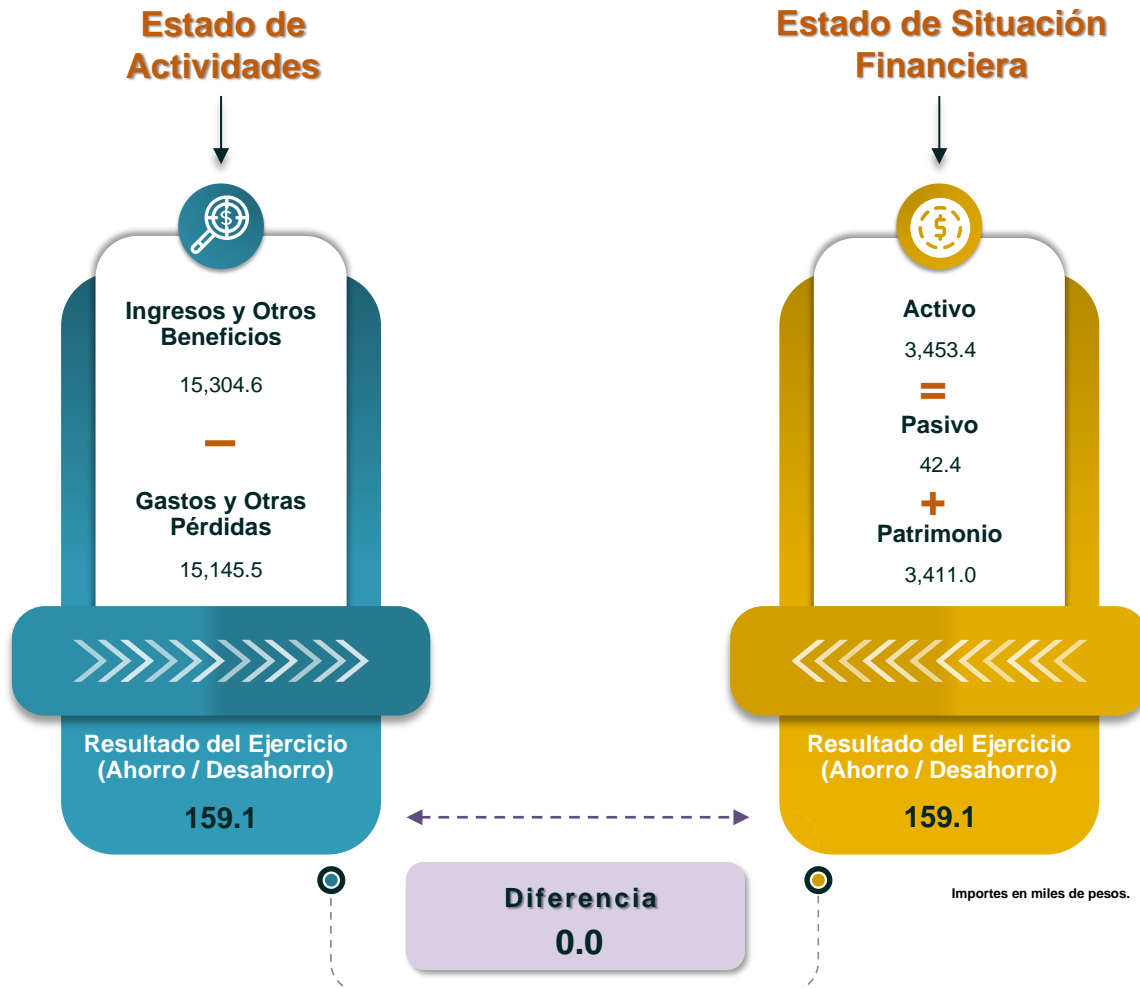 Estado de
Actividades
Ingresos y Otros
Beneficios
15,304.6
–
Gastos y Otras
Pérdidas
15,145.5
Resultado del Ejercicio
(Ahorro / Desahorro)
159.1
Estado de Situación
Financiera
$
Activo
3,453.4
=
Pasivo
42.4
+
Patrimonio
3,411.0
Resultado del Ejercicio
(Ahorro / Desahorro)
159.1
Diferencia
0.0
Importes en miles de pesos.